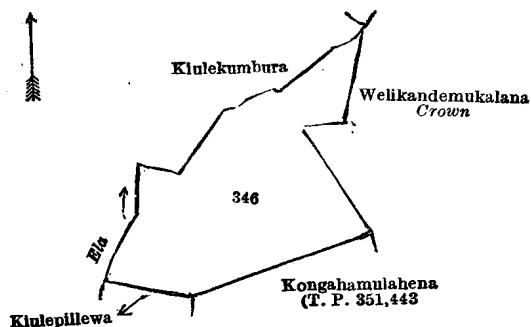 Kiulekumbura
Welikandemukalana
Crown
346
Ela
Kongahamulahena
(T. P. 351,443
Kiulepillewa